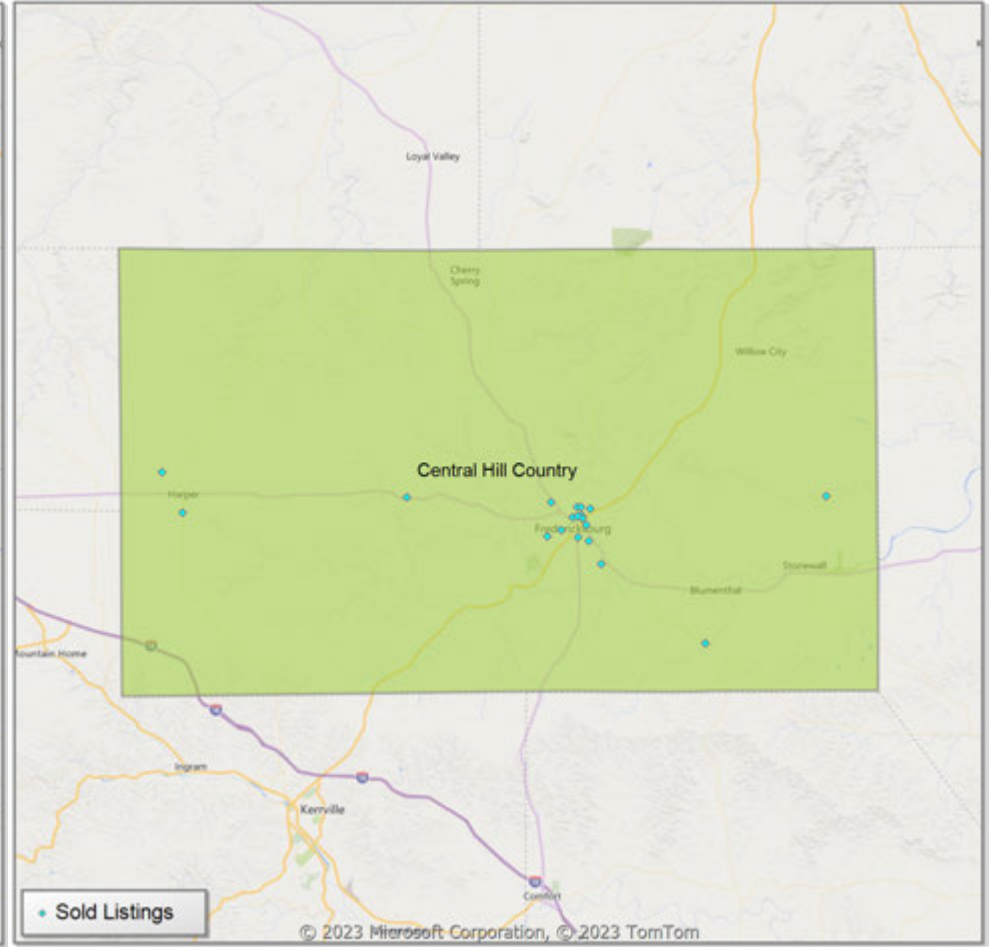 Loyal Valley
Cherry
Spring
Willow City
Central Hill Country
Harper
Fredericksburg
Stonewall
Blumenthal
Mountain Home
Ingram
Kerrville
Comfort
Sold Listings
© 2023 Microsoft Corporation, © 2023 TomTom